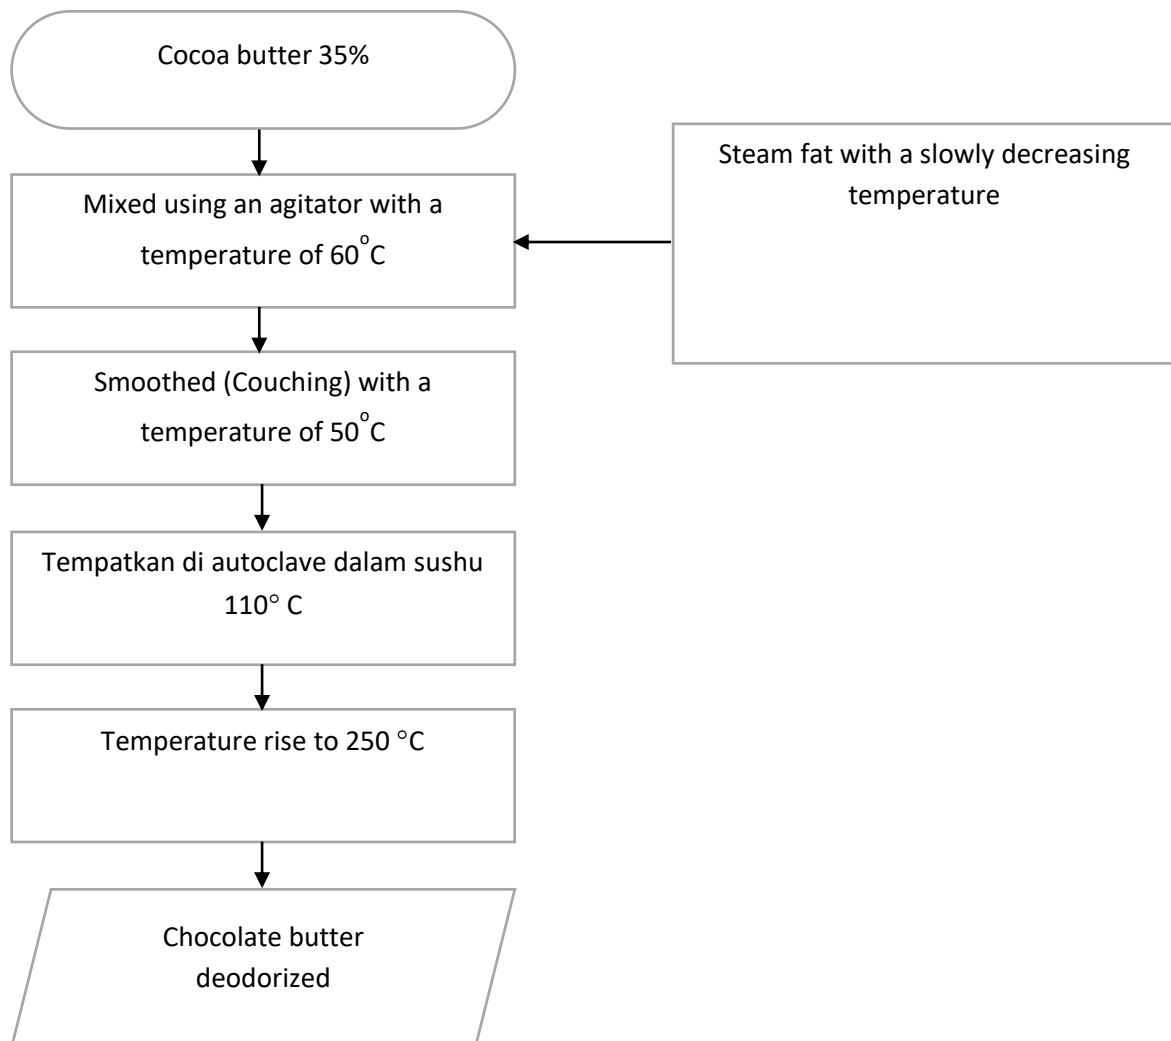 Cocoa butter 35%
Steam fat with a slowly decreasing
temperature
Mixed using an agitator with a
temperature of 60°C
Smoothed (Couching) with a
temperature of 50°C
Tempatkan di autoclave dalam sushu
110° C
Temperature rise to 250 °C
Chocolate butter
deodorized